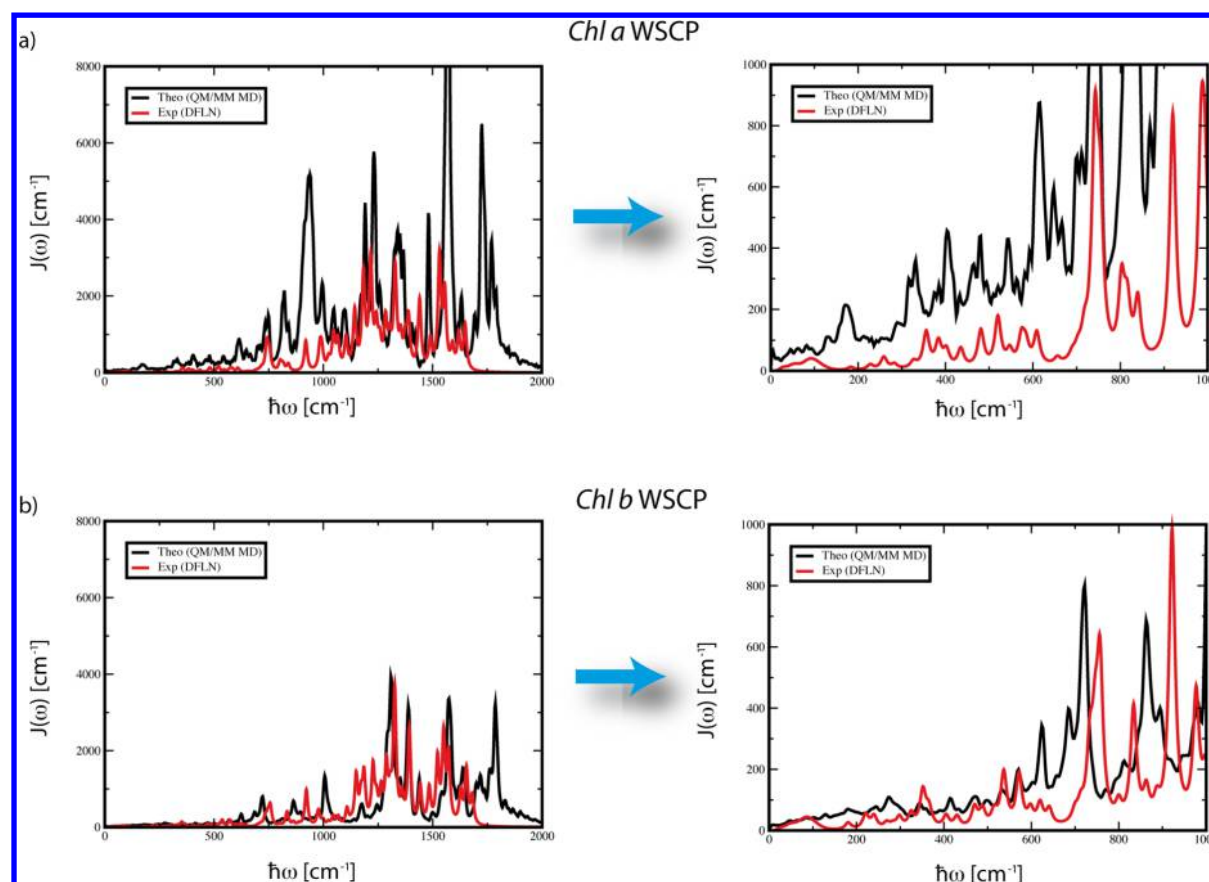 Chl a WSCP
a)
8000
6000
4000
2000
0
J(ω) [cm⁻¹]
Theo (QM/MM MD)
Exp (DFLN)
0 500 1000 1500 2000
ħω [cm⁻¹]
1000
800
600
400
200
0
J(ω) [cm⁻¹]
Theo (QM/MM MD)
Exp (DFLN)
0 200 400 600 800 1000
ħω [cm⁻¹]
Chl b WSCP
b)
8000
6000
4000
2000
0
J(ω) [cm⁻¹]
Theo (QM/MM MD)
Exp (DFLN)
0 500 1000 1500 2000
ħω [cm⁻¹]
1000
800
600
400
200
0
J(ω) [cm⁻¹]
Theo (QM/MM MD)
Exp (DFLN)
0 200 400 600 800 1000
ħω [cm⁻¹]